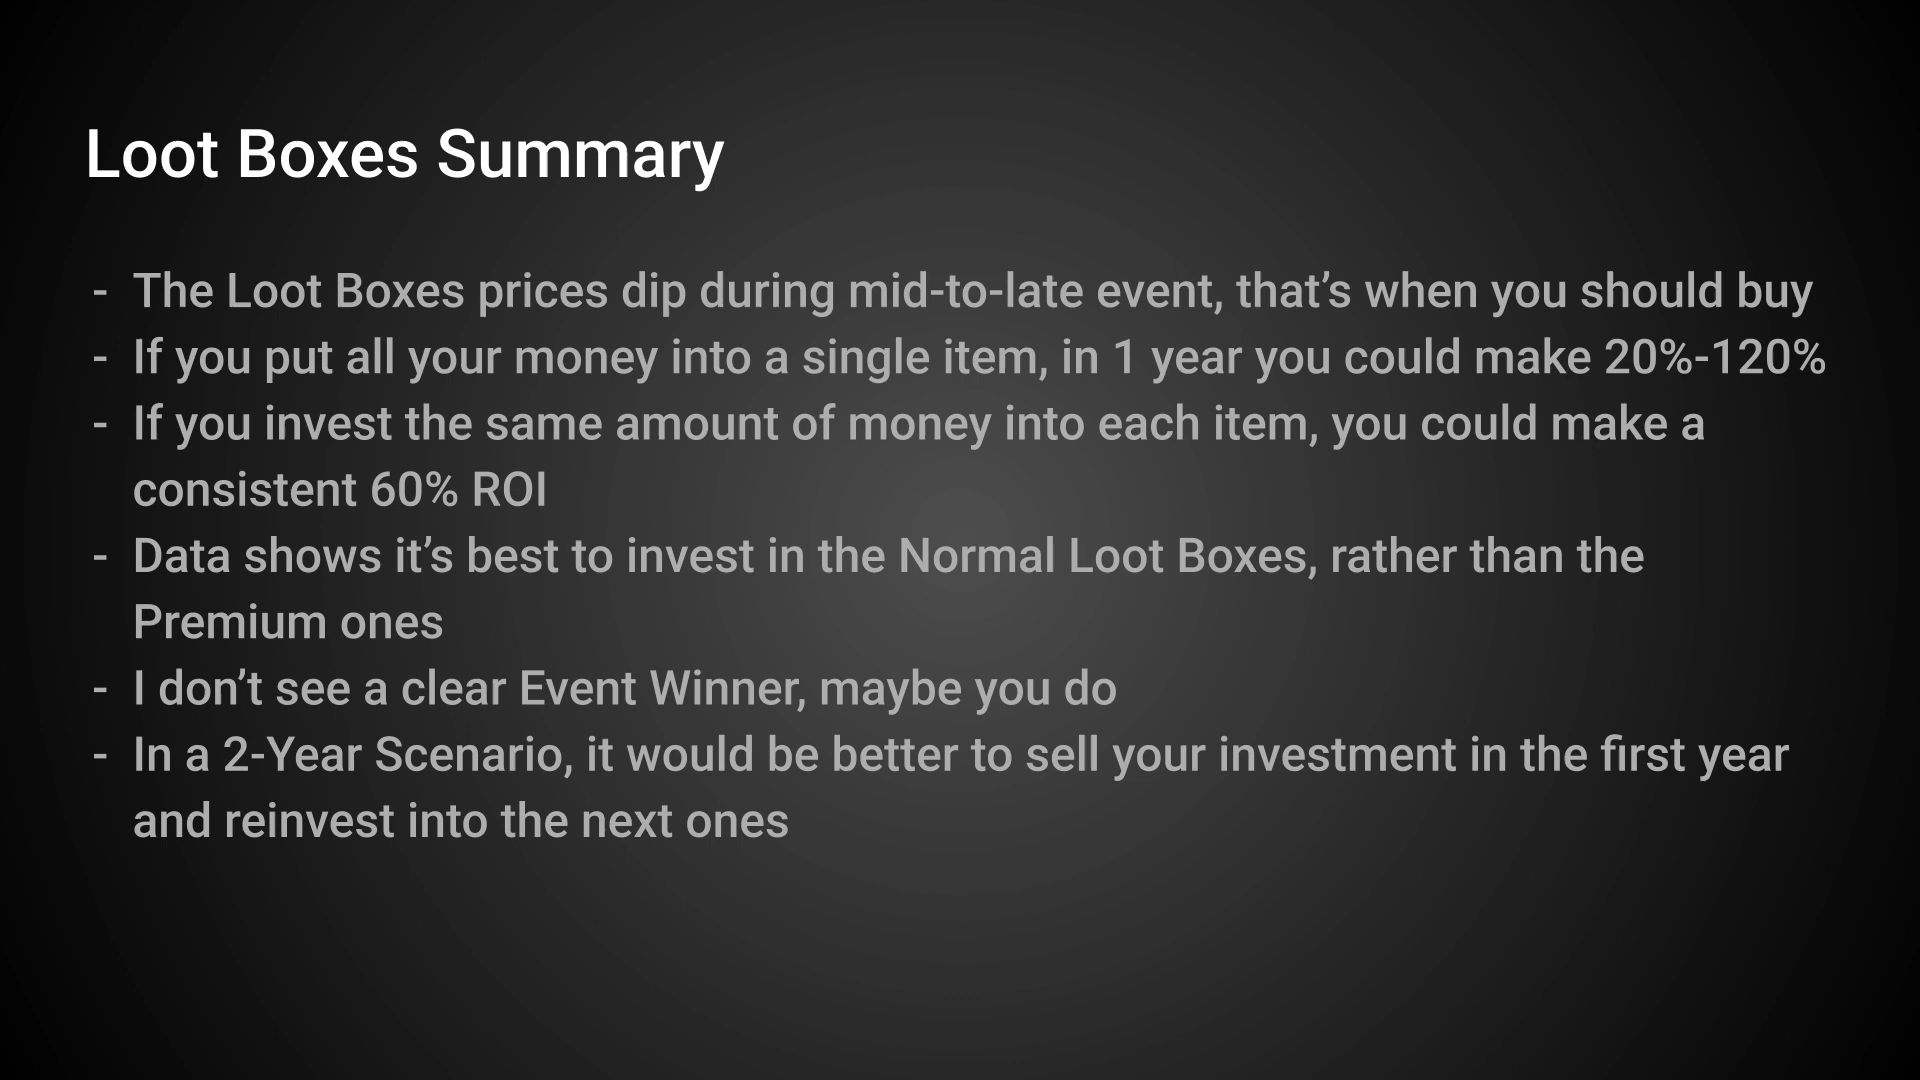 Loot Boxes Summary
- The Loot Boxes prices dip during mid-to-late event, that’s when you should buy
- If you put all your money into a single item, in 1 year you could make 20%-120%
- If you invest the same amount of money into each item, you could make a
consistent 60% ROI
- Data shows it’s best to invest in the Normal Loot Boxes, rather than the
Premium ones
- I don’t see a clear Event Winner, maybe you do
- In a 2-Year Scenario, it would be better to sell your investment in the first year
and reinvest into the next ones